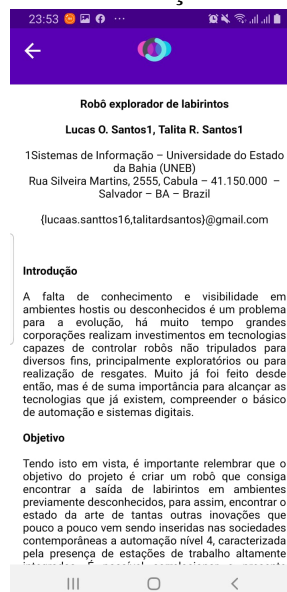 23:53
Robô explorador de labirintos
Lucas O. Santos1, Talita R. Santos1
1Sistemas de Informação – Universidade do Estado
da Bahia (UNEB)
Rua Silveira Martins, 2555, Cabula – 41.150.000 –
Salvador – BA – Brazil
{lucaas.santtos16,talitardsantos}@gmail.com
Introdução
A falta de conhecimento e visibilidade em
ambientes hostis ou desconhecidos é um problema
para a evolução, há muito tempo grandes
corporações realizam investimentos em tecnologias
capazes de controlar robôs não tripulados para
diversos fins, principalmente exploratórios ou para
realização de resgates. Muito já foi feito desde
então, mas é de suma importância para alcançar as
tecnologias que já existem, compreender o básico
de automação e sistemas digitais.
Objetivo
Tendo isto em vista, é importante relembrar que o
objetivo do projeto é criar um robô que consiga
encontrar a saída de labirintos em ambientes
previamente desconhecidos, para assim, encontrar o
estado da arte de tantas outras inovações que
pouco a pouco vem sendo inseridas nas sociedades
contemporâneas a automação nível 4, caracterizada
pela presença de estações de trabalho altamente